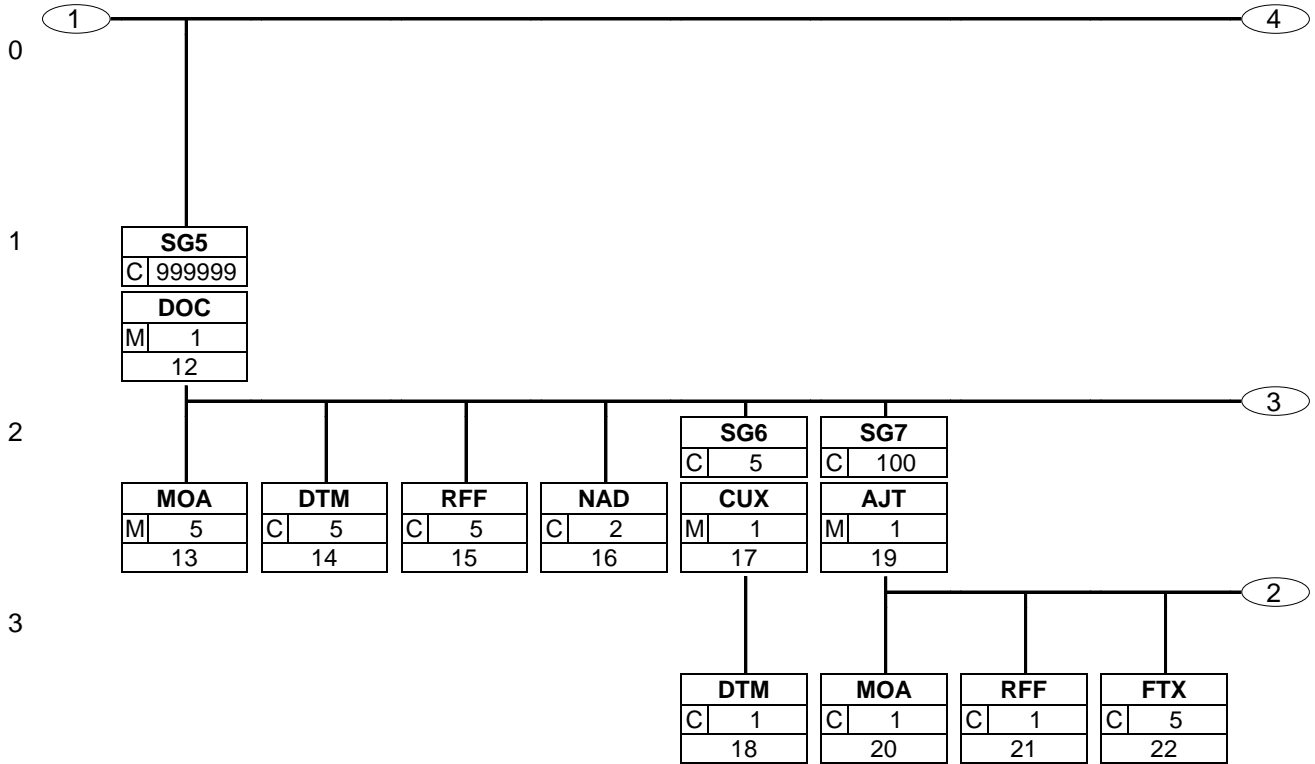 1 4
0
1
SG5
C 999999
DOC
M 1
12
3
2
SG6 SG7
C 5 C 100
MOA DTM RFF NAD CUX AJT
M 5 C 5 C 5 C 2 M 1 M 1
13 14 15 16 17 19
2
3
DTM MOA RFF FTX
C 1 C 1 C 1 C 5
18 20 21 22